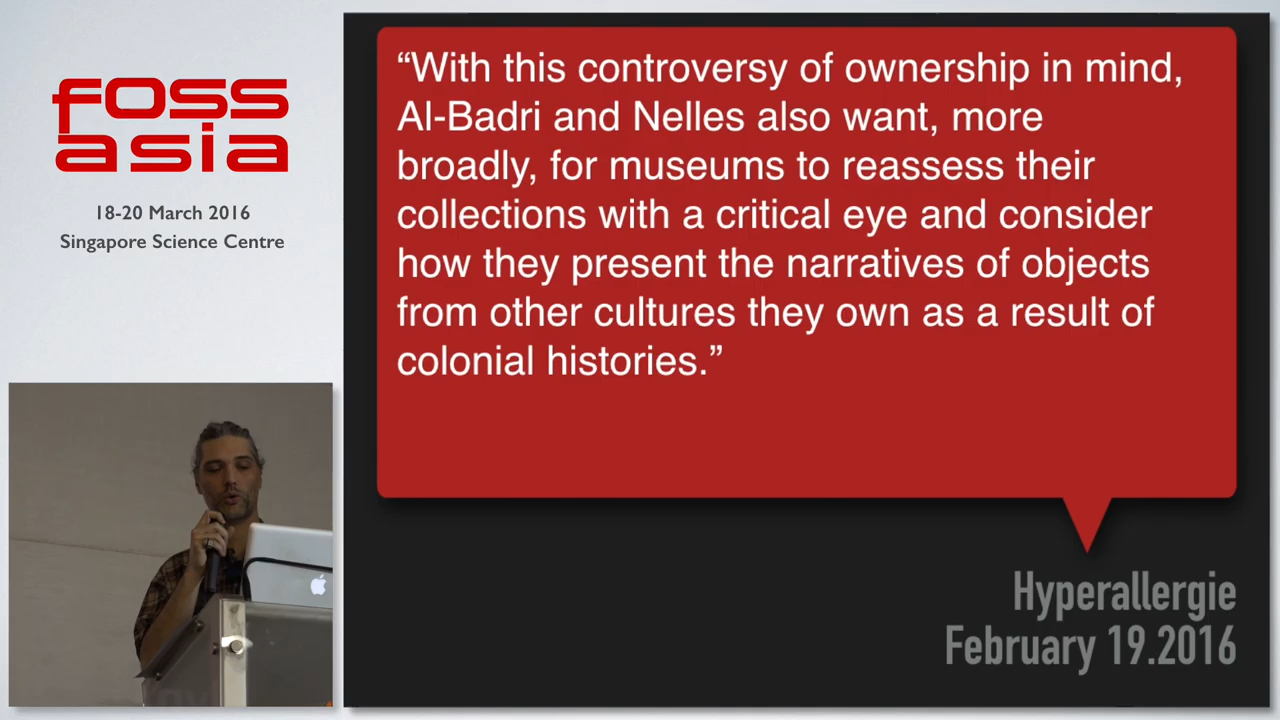 fOSS
asia
18-20 March 2016
Singapore Science Centre
“With this controversy of ownership in mind,
Al-Badri and Nelles also want, more
broadly, for museums to reassess their
collections with a critical eye and consider
how they present the narratives of objects
from other cultures they own as a result of
colonial histories.”
Hyperallergie
February 19.2016